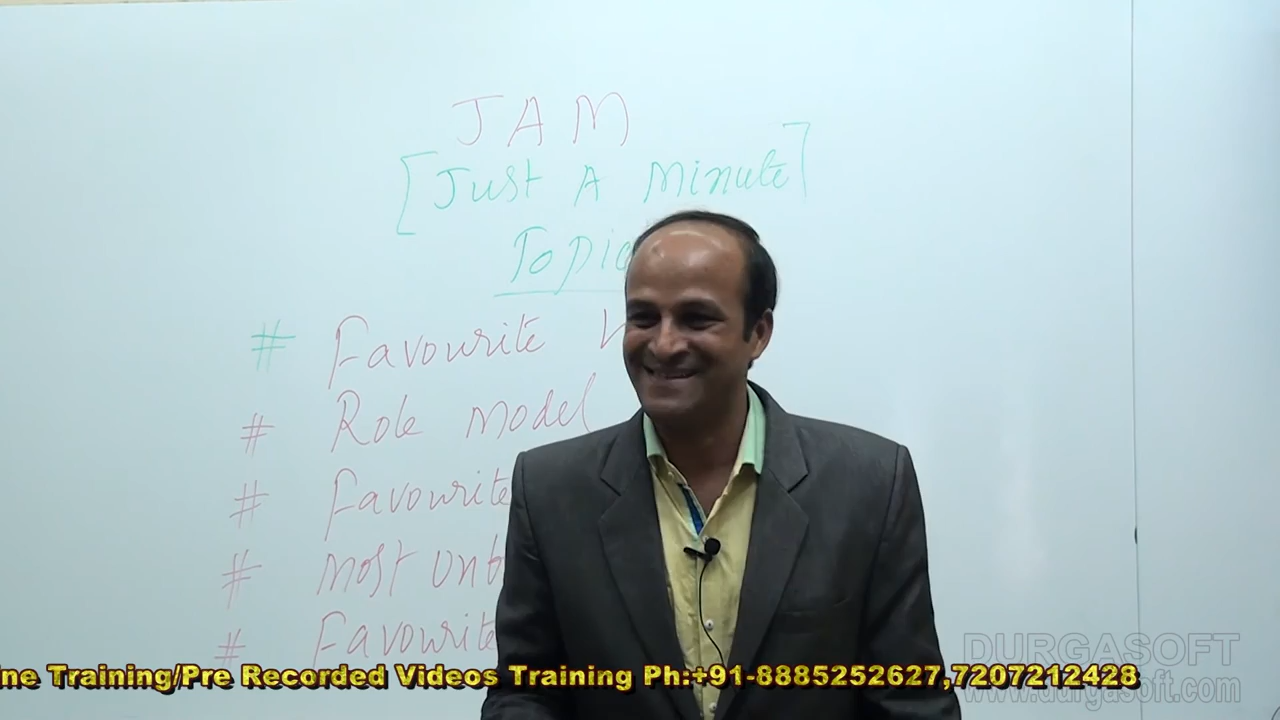 JAM
[Just A Minute]
# Favourite
# Role model
# Favourite
# most
# Favourite
DURGASOFT
Training/Pre Recorded Videos Training Ph:+91-8885252627,7207212428
www.durgasoft.com